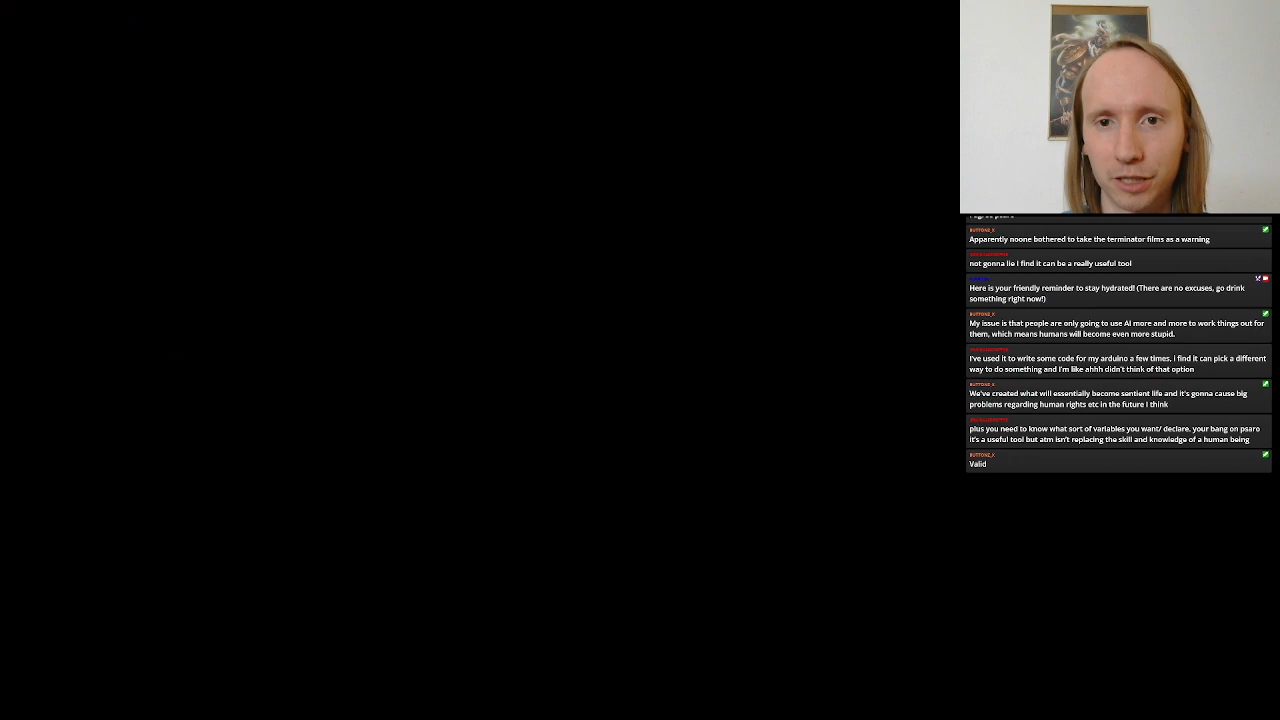 BUTTONZ_K
Apparently noone bothered to take the terminator films as a warning
not gonna lie I find it can be a really useful tool
Here is your friendly reminder to stay hydrated! (There are no excuses, go drink
something right now!)
BUTTONZ_K
My issue is that people are only going to use AI more and more to work things out for
them, which means humans will become even more stupid.
I've used it to write some code for my arduino a few times, I find it can pick a different
way to do something and I'm like ahhh didn't think of that option
BUTTONZ_K
We've created what will essentially become sentient life and it's gonna cause big
problems regarding human rights etc in the future I think
plus you need to know what sort of variables you want/ declare. your bang on psaro
it's a useful tool but atm isn't replacing the skill and knowledge of a human being
BUTTONZ_K
Valid